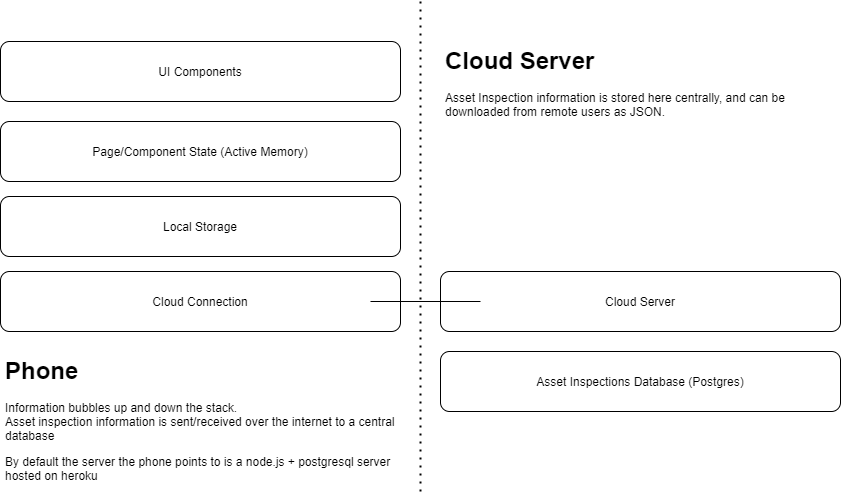 UI Components
Page/Component State (Active Memory)
Local Storage
Cloud Connection
Phone
Information bubbles up and down the stack.
Asset inspection information is sent/received over the internet to a central
database
By default the server the phone points to is a node.js + postgresql server
hosted on heroku
Cloud Server
Asset Inspection information is stored here centrally, and can be
downloaded from remote users as JSON.
Cloud Server
Asset Inspections Database (Postgres)